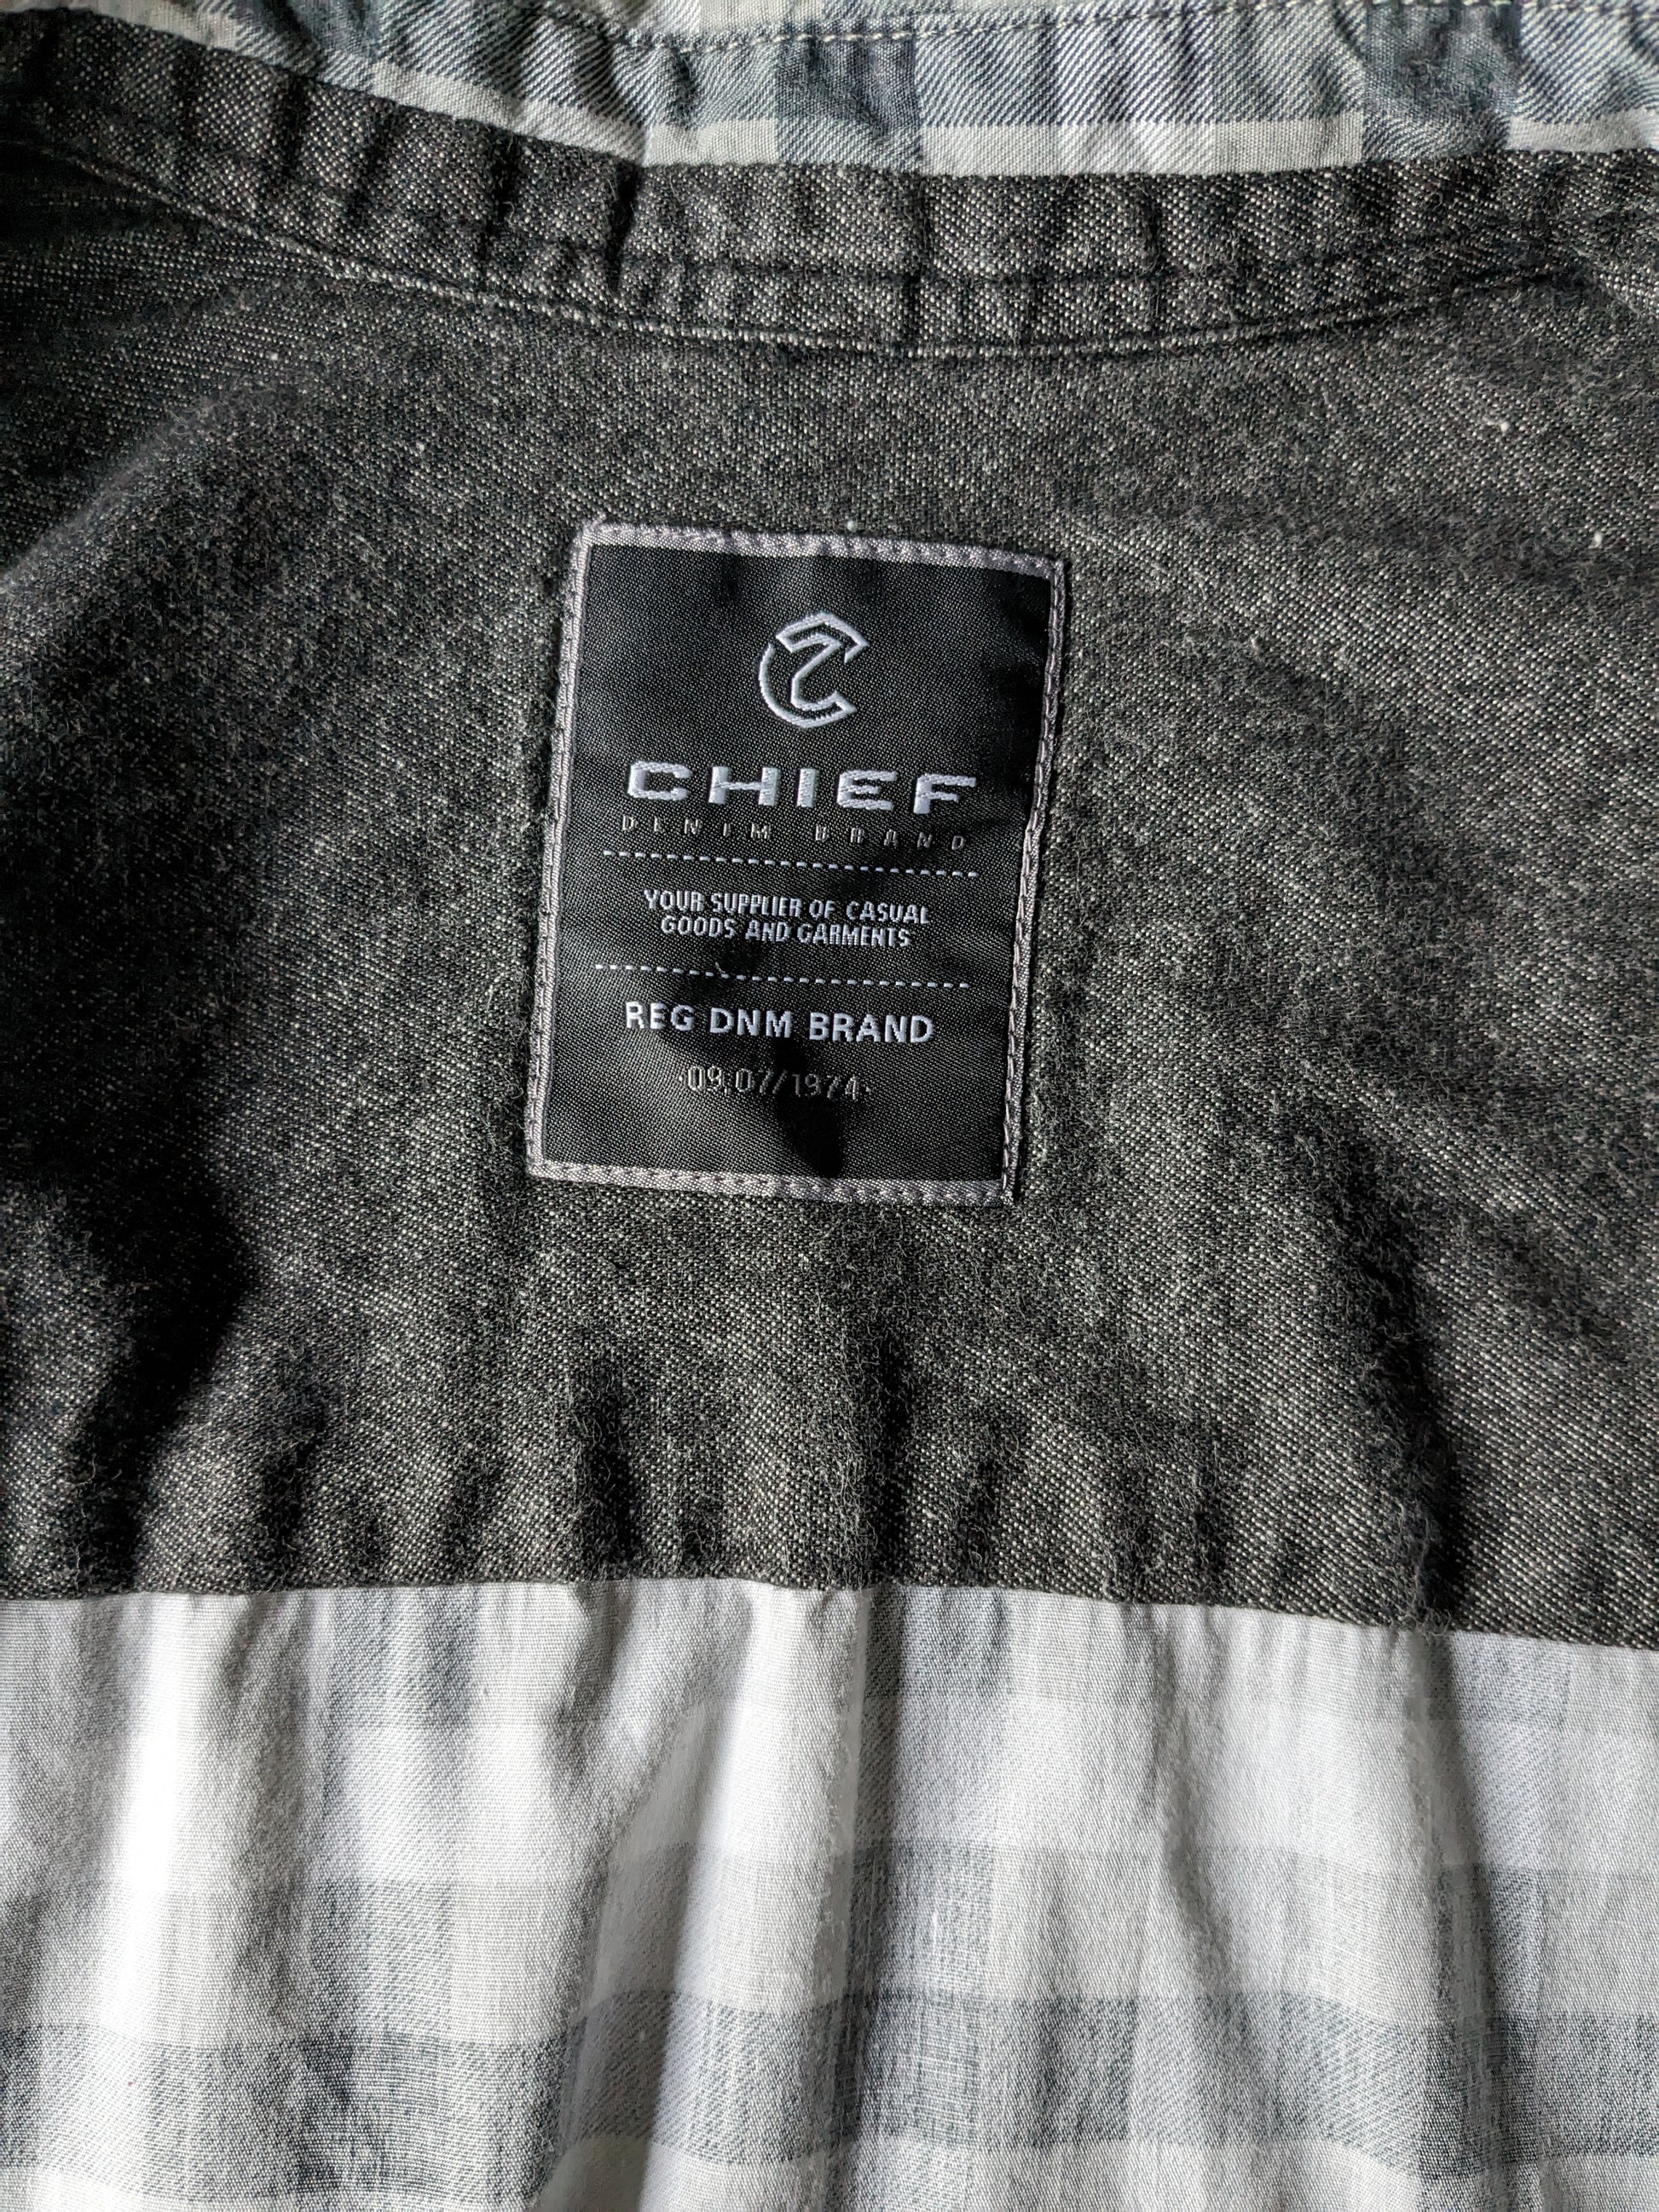 CHIEF
DENIM BRAND
YOUR SUPPLIER OF CASUAL
GOODS AND GARMENTS
REG DNM BRAND
·09.07/1974·